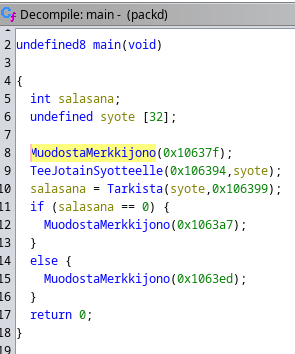 Decompile: main - (packd)
1
2 undefined8 main(void)
3
4 {
5 int salasana;
6 undefined syote [32];
7
8 MuodostaMerkkijono(0x10637f);
9 TeeJotainSyotteelle(0x106394,syote);
10 salasana = Tarkista(syote,0x106399);
11 if (salasana == 0) {
12 MuodostaMerkkijono(0x1063a7);
13 }
14 else {
15 MuodostaMerkkijono(0x1063ed);
16 }
17 return 0;
18 }
19